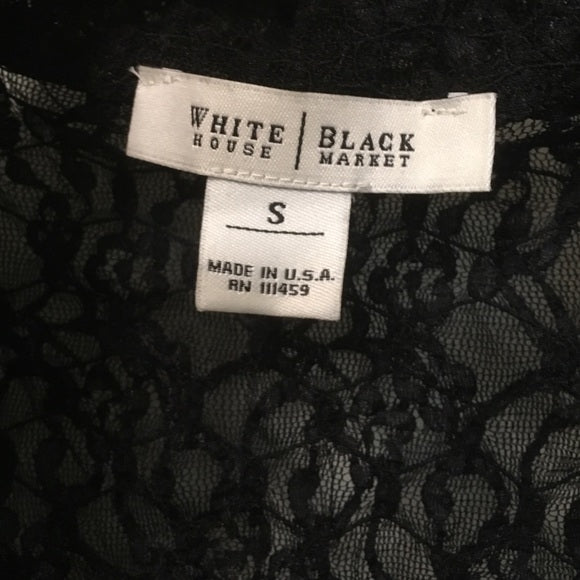 WHITE HOUSE | BLACK MARKET
S
MADE IN U.S.A.
RN 111459